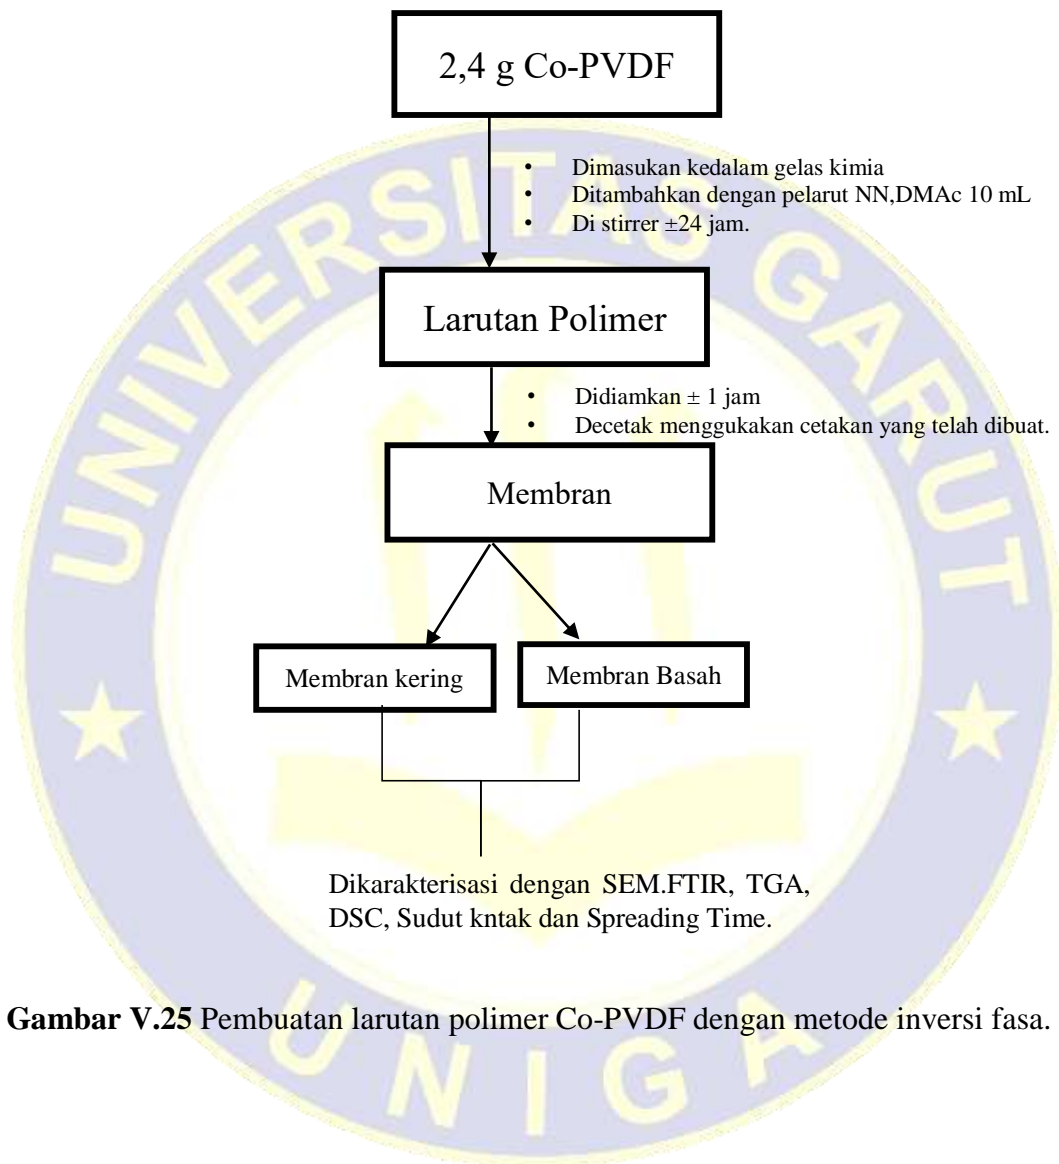 2,4 g Co-PVDF
• Dimasukan kedalam gelas kimia
• Ditambahkan dengan pelarut NN,DMAc 10 mL
• Di stirrer ±24 jam.
Larutan Polimer
• Didiamkan ± 1 jam
• Decetak menggukakan cetakan yang telah dibuat.
Membran
Membran kering
Membran Basah
Dikarakterisasi dengan SEM.FTIR, TGA,
DSC, Sudut kntak dan Spreading Time.
Gambar V.25 Pembuatan larutan polimer Co-PVDF dengan metode inversi fasa.
UNIVERSITAS GARUT
UNIGA